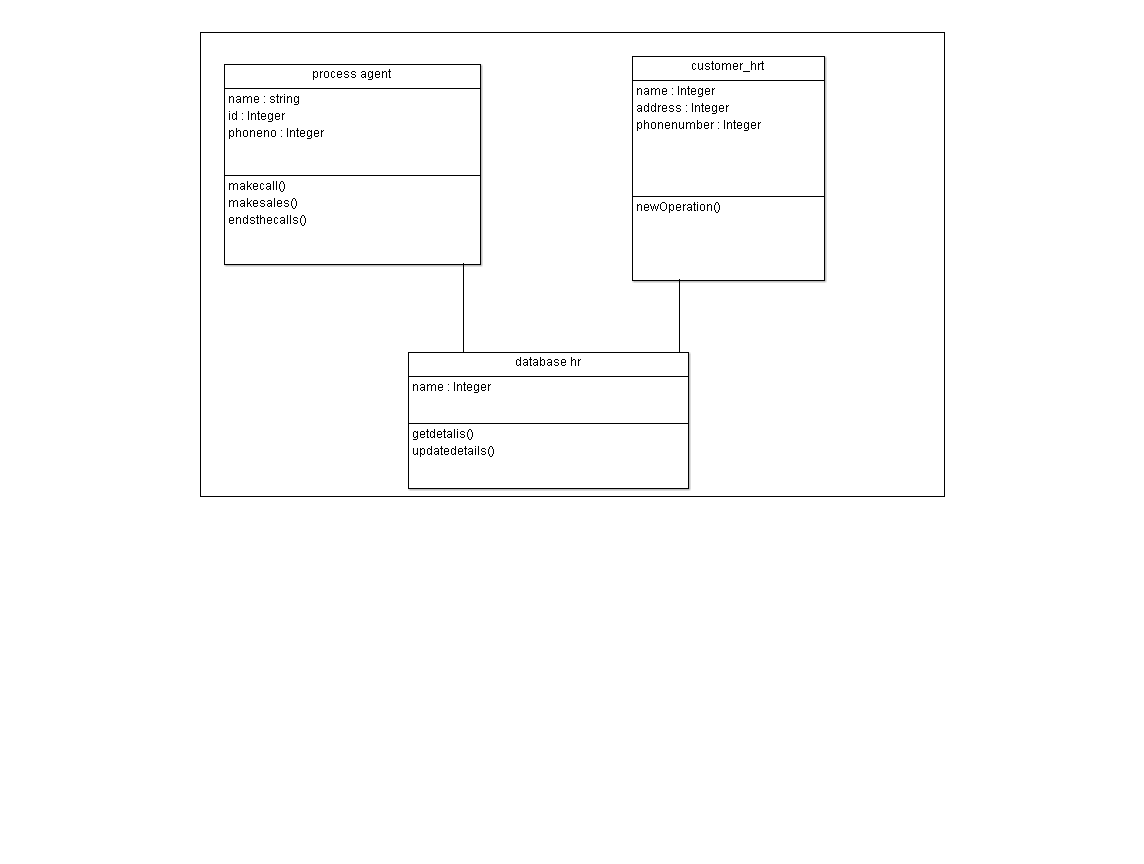 process agent
name : string
id : Integer
phoneno : Integer
makecall()
makesales()
endsthecalls()
customer_hrt
name : Integer
address : Integer
phonenumber : Integer
newOperation()
database hr
name : Integer
getdetalis()
updatedetails()